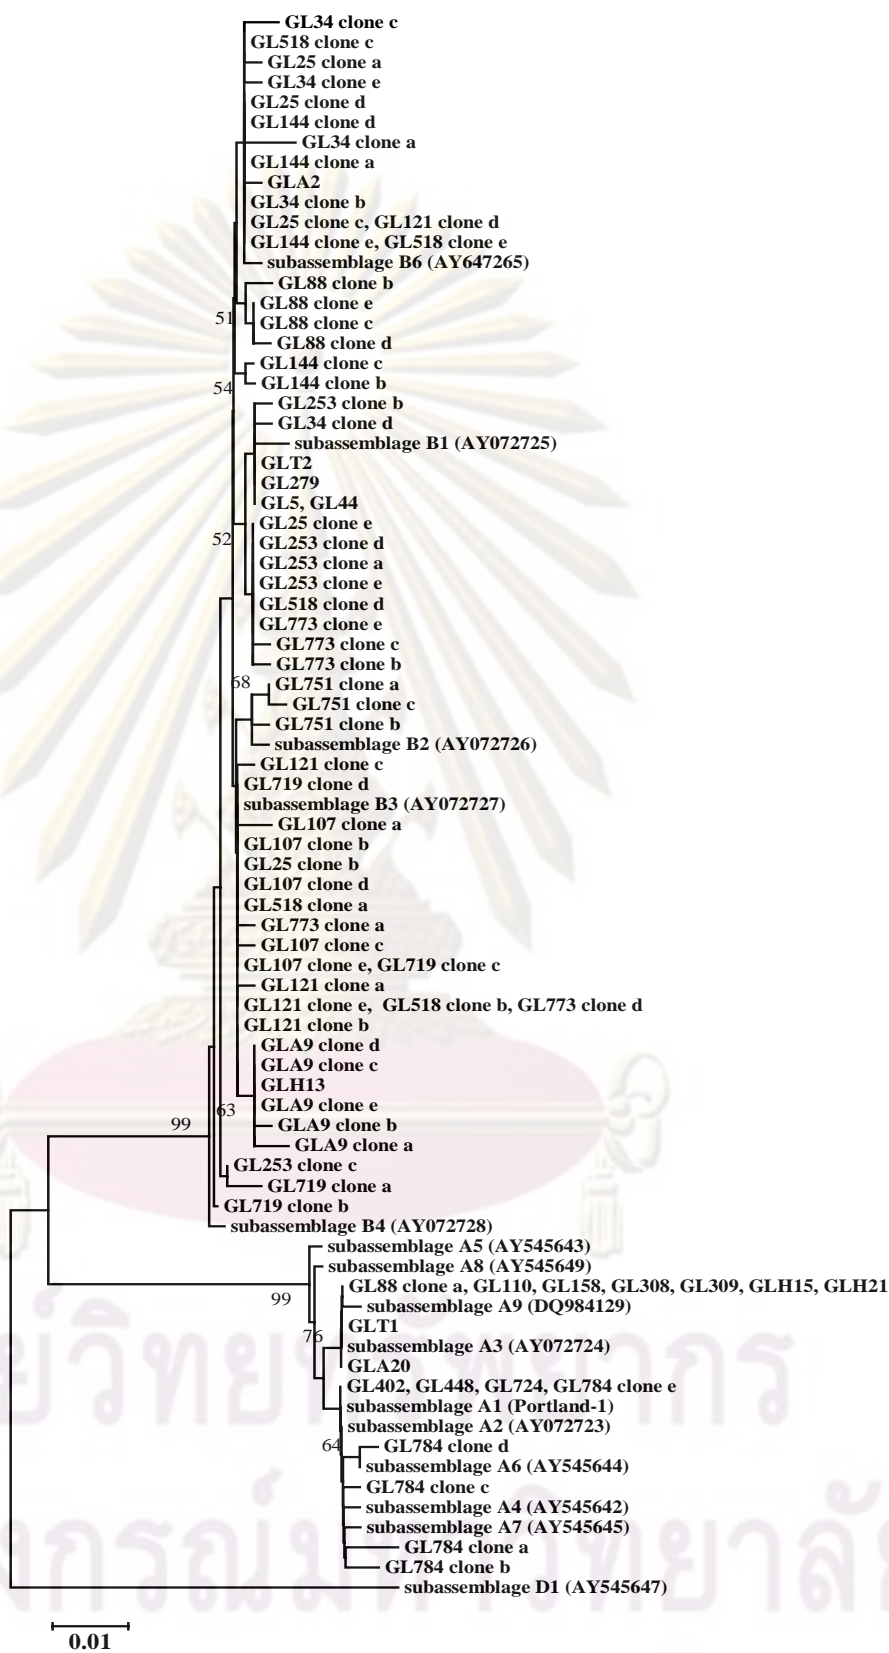 GL34 clone c
GL518 clone c
GL25 clone a
GL34 clone e
GL25 clone d
GL144 clone d
GL34 clone a
GL144 clone a
GLA2
GL34 clone b
GL25 clone c, GL121 clone d
GL144 clone e, GL518 clone e
subassemblage B6 (AY647265)
GL88 clone b
GL88 clone e
51
GL88 clone c
GL88 clone d
GL144 clone c
54
GL144 clone b
GL253 clone b
GL34 clone d
subassemblage B1 (AY072725)
GLT2
GL279
GL5, GL44
GL25 clone e
52
GL253 clone d
GL253 clone a
GL253 clone e
GL518 clone d
GL773 clone e
GL773 clone c
GL773 clone b
68
GL751 clone a
GL751 clone c
GL751 clone b
subassemblage B2 (AY072726)
GL121 clone c
GL719 clone d
subassemblage B3 (AY072727)
GL107 clone a
GL107 clone b
GL25 clone b
GL107 clone d
GL518 clone a
GL773 clone a
GL107 clone c
GL107 clone e, GL719 clone c
GL121 clone a
GL121 clone e, GL518 clone b, GL773 clone d
GL121 clone b
GLA9 clone d
GLA9 clone c
GLH13
GLA9 clone e
63
GLA9 clone b
99
GLA9 clone a
GL253 clone c
GL719 clone a
GL719 clone b
subassemblage B4 (AY072728)
subassemblage A5 (AY545643)
subassemblage A8 (AY545649)
GL88 clone a, GL110, GL158, GL308, GL309, GLH15, GLH21
99
subassemblage A9 (DQ984129)
GLT1
76
subassemblage A3 (AY072724)
GLA20
GL402, GL448, GL724, GL784 clone e
subassemblage A1 (Portland-1)
subassemblage A2 (AY072723)
64
GL784 clone d
subassemblage A6 (AY545644)
GL784 clone c
subassemblage A4 (AY545642)
subassemblage A7 (AY545645)
GL784 clone a
GL784 clone b
subassemblage D1 (AY545647)
0.01